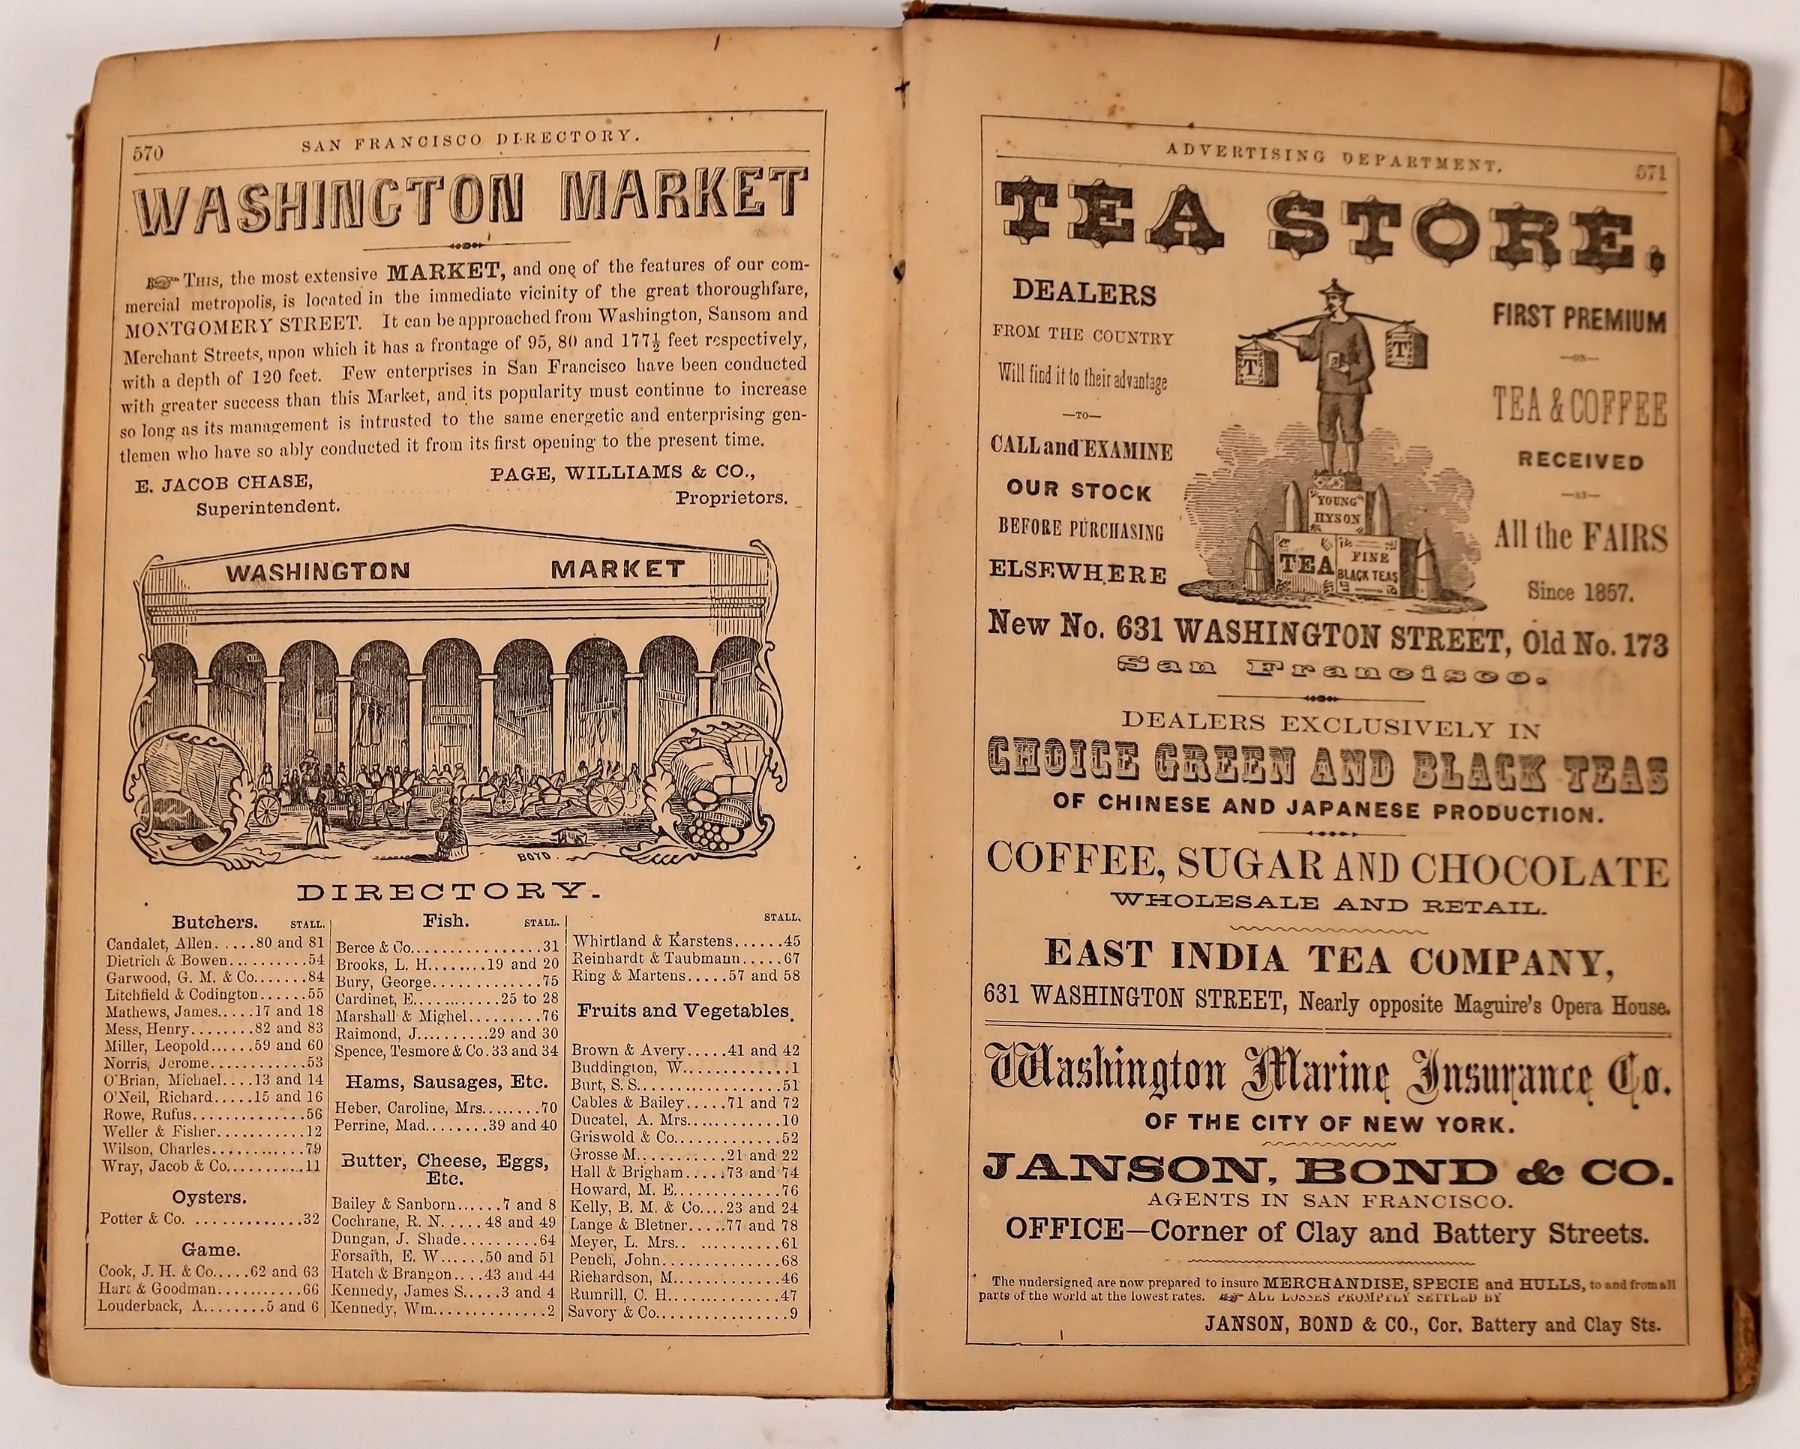 570 SAN FRANCISCO DIRECTORY.
WASHINGTON MARKET
THIS, the most extensive MARKET, and one of the features of our com-
mercial metropolis, is located in the immediate vicinity of the great thoroughfare,
MONTGOMERY STREET. It can be approached from Washington, Sansom and
Merchant Streets, upon which it has a frontage of 95, 80 and 177½ feet respectively,
with a depth of 120 feet. Few enterprises in San Francisco have been conducted
with greater success than this Market, and its popularity must continue to increase
so long as its management is intrusted to the same energetic and enterprising gen-
tlemen who have so ably conducted it from its first opening to the present time.
E. JACOB CHASE, PAGE, WILLIAMS & CO.,
Superintendent. Proprietors.
WASHINGTON MARKET
BOYD.
DIRECTORY.
Butchers. STALL.
Candalet, Allen.....80 and 81
Dietrich & Bowen..........54
Garwood, G. M. & Co.......84
Litchfield & Codington......55
Mathews, James.....17 and 18
Mess, Henry........82 and 83
Miller, Leopold......59 and 60
Norris, Jerome............53
O'Brian, Michael....13 and 14
O'Neil, Richard.....15 and 16
Rowe, Rufus..............56
Weller & Fisher...........12
Wilson, Charles............79
Wray, Jacob & Co..........11
Oysters.
Potter & Co. .............32
Game.
Cook, J. H. & Co.....62 and 63
Hart & Goodman...........66
Louderback, A........5 and 6
Fish. STALL.
Berce & Co................31
Brooks, L. H........19 and 20
Bury, George.............75
Cardinet, E...........25 to 28
Marshall & Mighel.........76
Raimond, J.........29 and 30
Spence, Tesmore & Co. 33 and 34
Hams, Sausages, Etc.
Heber, Caroline, Mrs........70
Perrine, Mad........39 and 40
Butter, Cheese, Eggs,
Etc.
Bailey & Sanborn......7 and 8
Cochrane, R. N. .... 48 and 49
Dungan, J. Shade.........64
Forsaith, E. W .....50 and 51
Hatch & Brangon....43 and 44
Kennedy, James S.....3 and 4
Kennedy, Wm...............2
STALL.
Whirtland & Karstens......45
Reinhardt & Taubmann.....67
Ring & Martens.....57 and 58
Fruits and Vegetables.
Brown & Avery.....41 and 42
Buddington, W.............1
Burt, S. S.................51
Cables & Bailey.....71 and 72
Ducatel, A. Mrs............10
Griswold & Co.............52
Grosse M...........21 and 22
Hall & Brigham.....73 and 74
Howard, M. E.............76
Kelly, B. M. & Co....23 and 24
Lange & Bletner.....77 and 78
Meyer, L. Mrs.. ..........61
Pench, John...............68
Richardson, M.............46
Rumrill, C. H..............47
Savory & Co................9
ADVERTISING DEPARTMENT. 571
TEA STORE.
DEALERS
FROM THE COUNTRY
Will find it to their advantage
—TO—
CALL and EXAMINE
OUR STOCK
BEFORE PURCHASING
ELSEWHERE
T T
YOUNG
HYSON
TEA FINE
BLACK TEAS
FIRST PREMIUM
—ON—
TEA & COFFEE
RECEIVED
—AT—
All the FAIRS
Since 1857.
New No. 631 WASHINGTON STREET, Old No. 173
San Francisco.
DEALERS EXCLUSIVELY IN
CHOICE GREEN AND BLACK TEAS
OF CHINESE AND JAPANESE PRODUCTION.
COFFEE, SUGAR AND CHOCOLATE
WHOLESALE AND RETAIL.
EAST INDIA TEA COMPANY,
631 WASHINGTON STREET, Nearly opposite Maguire's Opera House.
Washington Marine Insurance Co.
OF THE CITY OF NEW YORK.
JANSON, BOND & CO.
AGENTS IN SAN FRANCISCO.
OFFICE—Corner of Clay and Battery Streets.
The undersigned are now prepared to insure MERCHANDISE, SPECIE and HULLS, to and from all
parts of the world at the lowest rates. ALL LOSSES PROMPTLY SETTLED BY
JANSON, BOND & CO., Cor. Battery and Clay Sts.